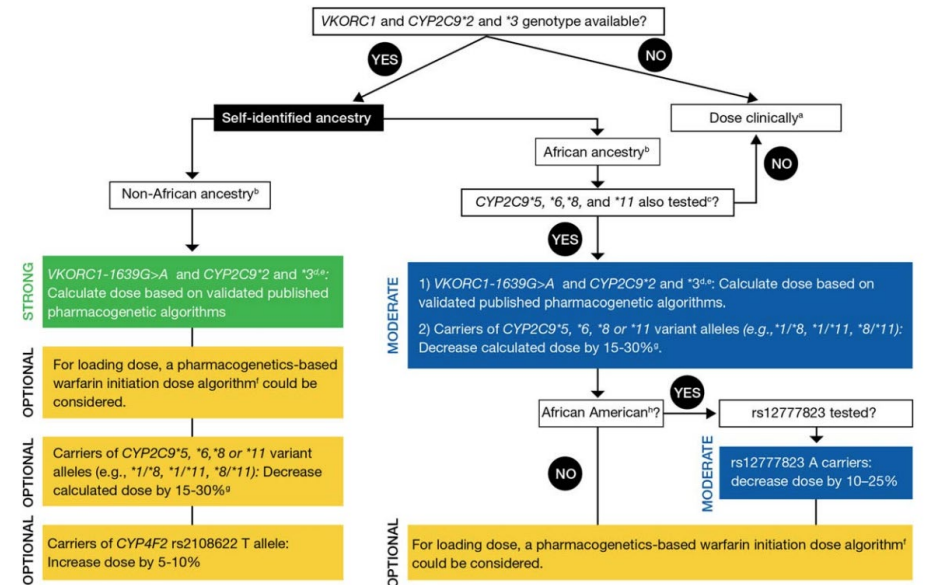 VKORC1 and CYP2C9*2 and *3 genotype available?
YES
NO
Self-identified ancestry
Dose clinicallyᵃ
African ancestryᵇ
NO
Non-African ancestryᵇ
CYP2C9*5, *6,*8, and *11 also testedᶜ?
YES
STRONG
VKORC1-1639G>A and CYP2C9*2 and *3ᵈ,ᵉ:
Calculate dose based on validated published
pharmacogenetic algorithms
MODERATE
1) VKORC1-1639G>A and CYP2C9*2 and *3ᵈ,ᵉ: Calculate dose based on
validated published pharmacogenetic algorithms.
2) Carriers of CYP2C9*5, *6, *8 or *11 variant alleles (e.g.,*1/*8, *1/*11, *8/*11):
Decrease calculated dose by 15-30%ᵍ.
OPTIONAL
For loading dose, a pharmacogenetics-based
warfarin initiation dose algorithmᶠ could be
considered.
African Americanʰ?
YES
rs12777823 tested?
OPTIONAL
Carriers of CYP2C9*5, *6,*8 or *11 variant
alleles (e.g., *1/*8, *1/*11, *8/*11): Decrease
calculated dose by 15-30%ᵍ
NO
MODERATE
rs12777823 A carriers:
decrease dose by 10–25%
OPTIONAL
Carriers of CYP4F2 rs2108622 T allele:
Increase dose by 5-10%
OPTIONAL
For loading dose, a pharmacogenetics-based warfarin initiation dose algorithmᶠ
could be considered.